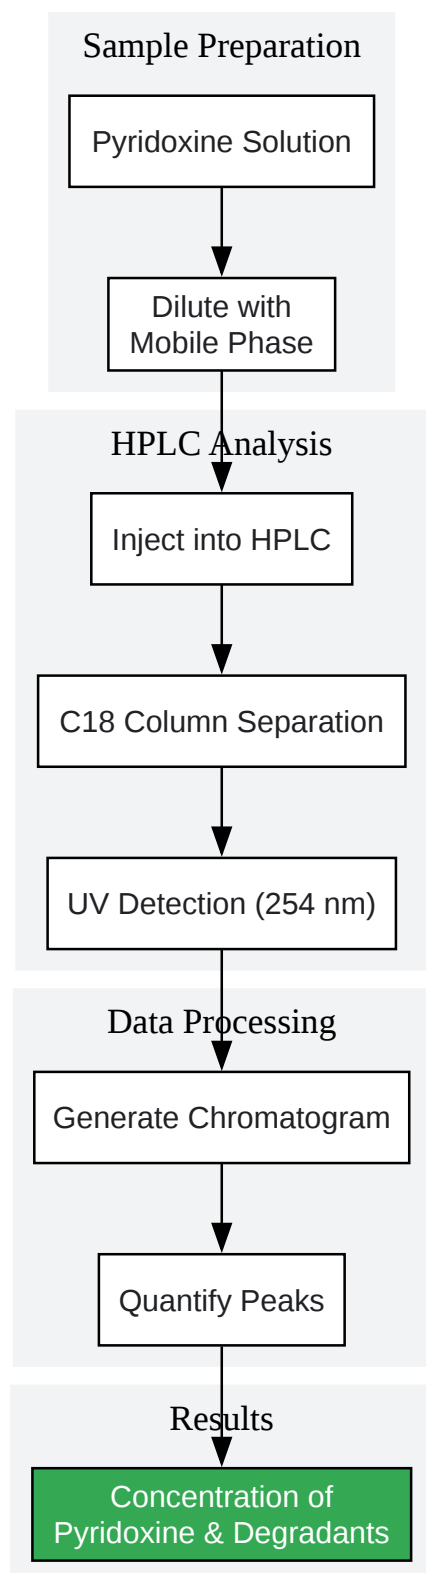 Sample Preparation
Pyridoxine Solution
Dilute with
Mobile Phase
HPLC Analysis
Inject into HPLC
C18 Column Separation
UV Detection (254 nm)
Data Processing
Generate Chromatogram
Quantify Peaks
Results
Concentration of
Pyridoxine & Degradants